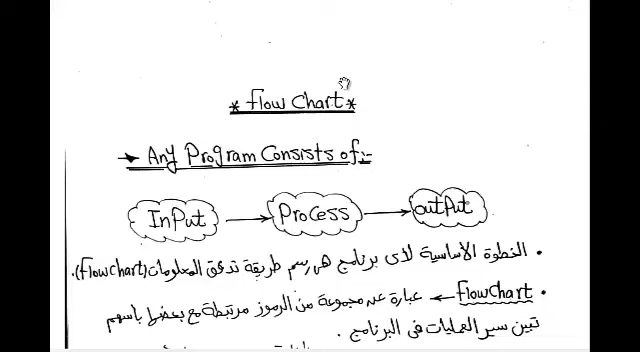 * Flow Chart *
→ Any Program Consists of:-
InPut → Process → outPut
• الخطوة الأساسية لأى برنامج هى رسم طريقة تدفق المعلومات (Flowchart).
• Flowchart ← عبارة عن مجموعة من الرموز مرتبطة مع بعضها بأسهم
تبين سير العمليات فى البرنامج .